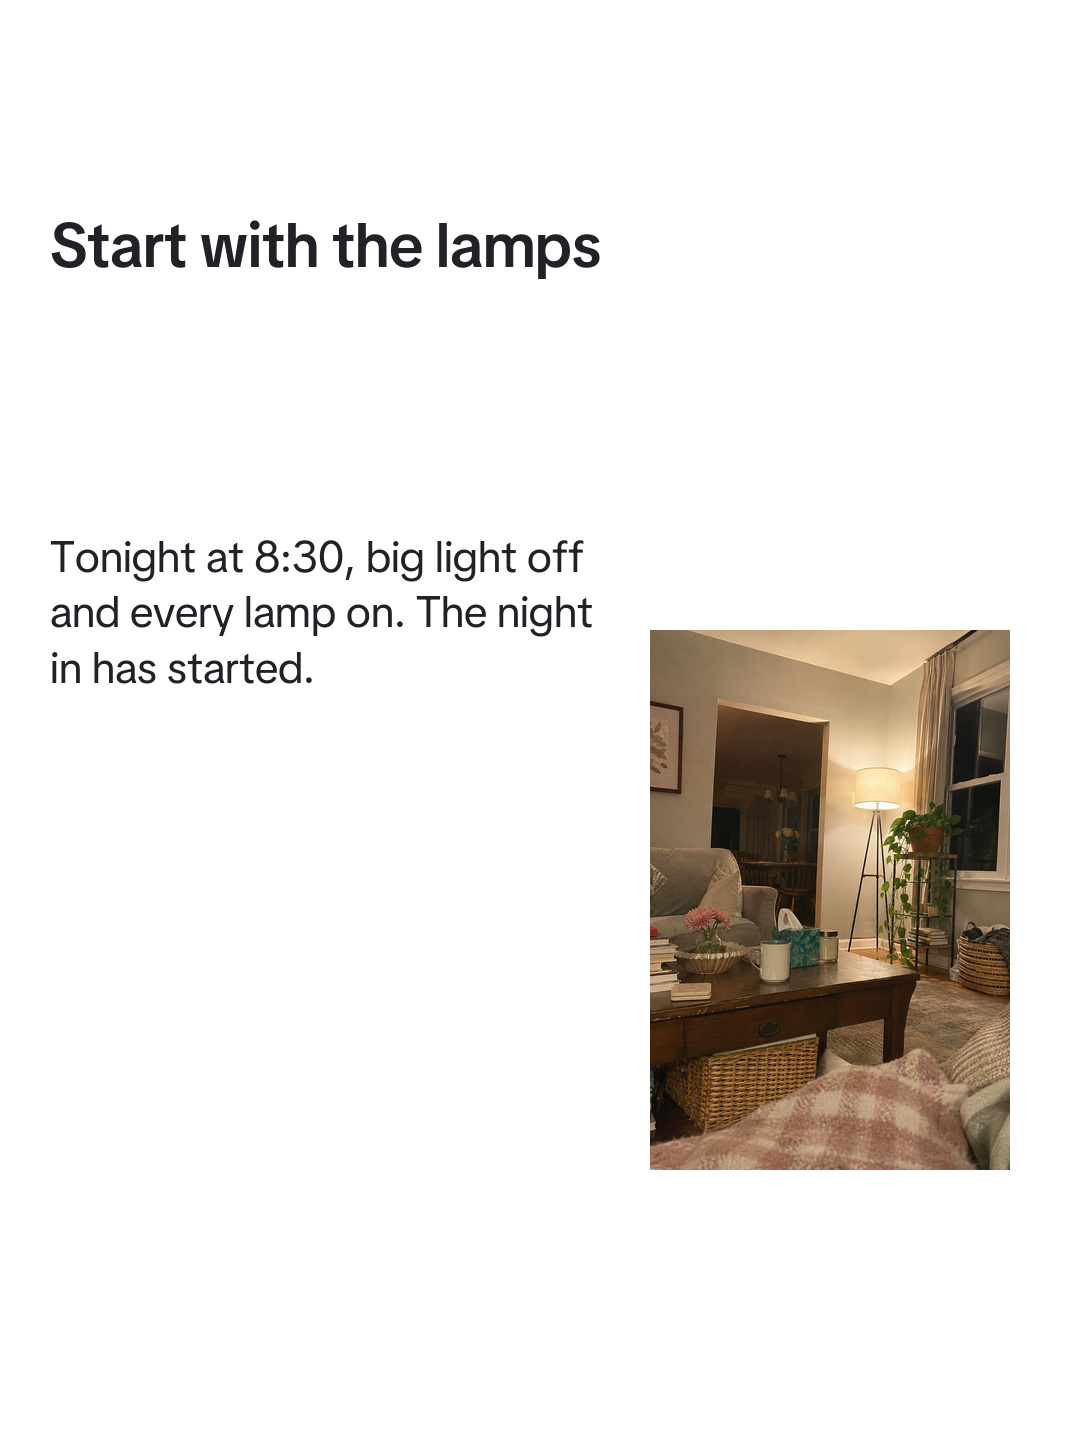 Start with the lamps
Tonight at 8:30, big light off
and every lamp on. The night
in has started.